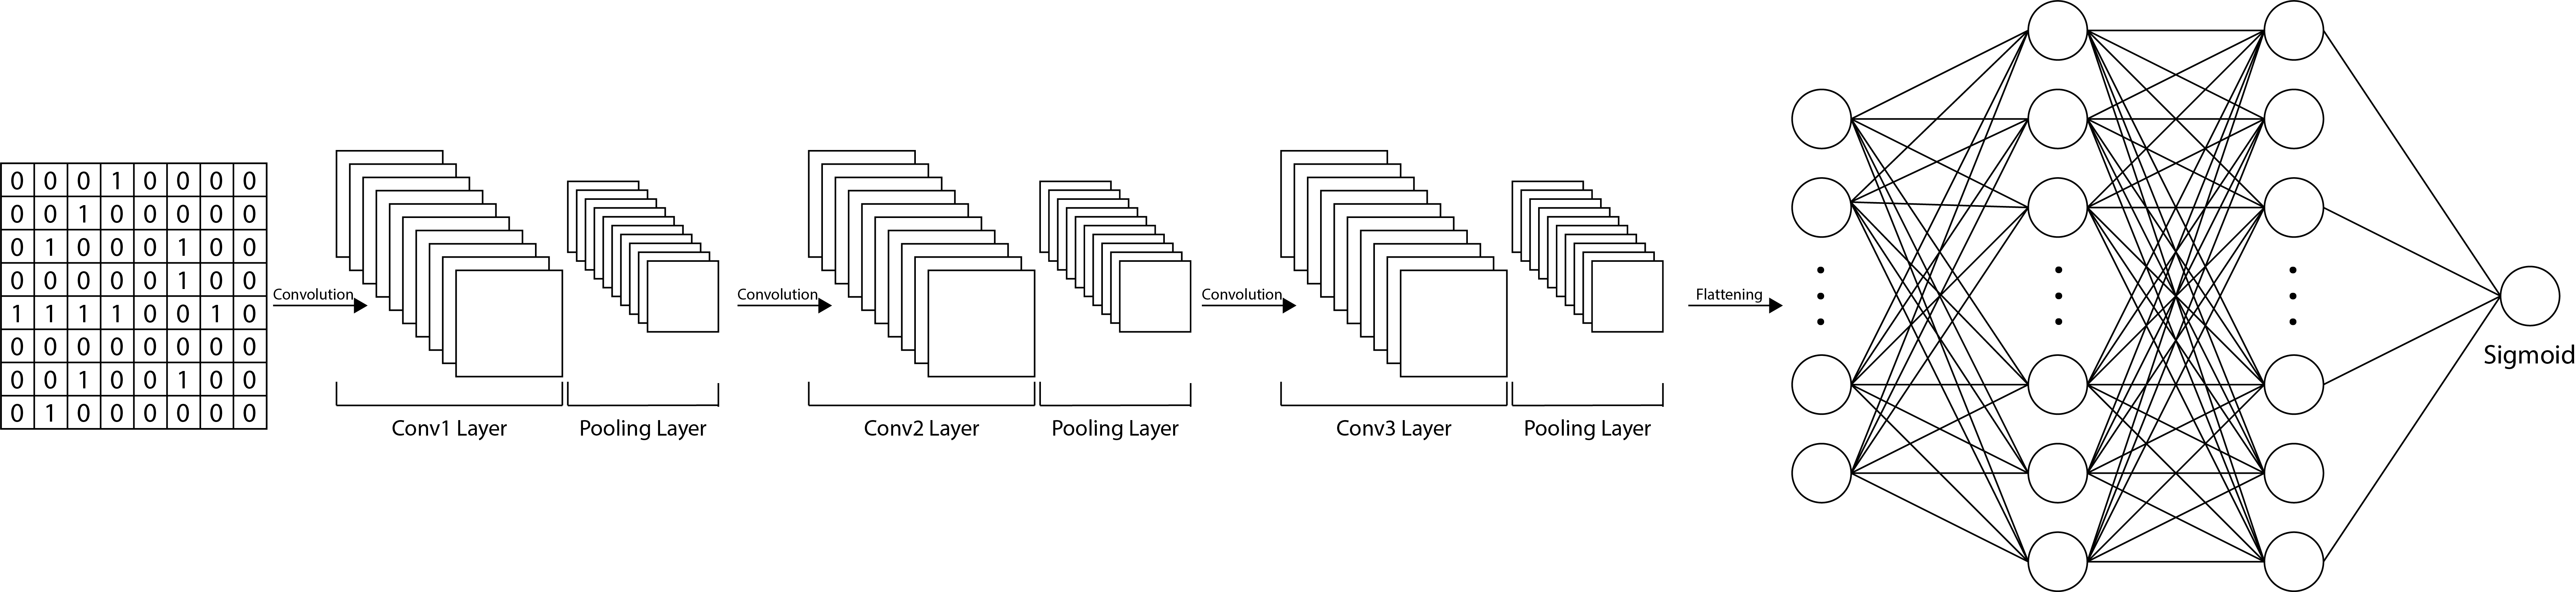 0 0 0 1 0 0 0 0
0 0 1 0 0 0 0 0
0 1 0 0 0 1 0 0
0 0 0 0 0 1 0 0
1 1 1 1 0 0 1 0
0 0 0 0 0 0 0 0
0 0 1 0 0 1 0 0
0 1 0 0 0 0 0 0
Convolution
Conv1 Layer
Pooling Layer
Convolution
Conv2 Layer
Pooling Layer
Convolution
Conv3 Layer
Pooling Layer
Flattening
Sigmoid